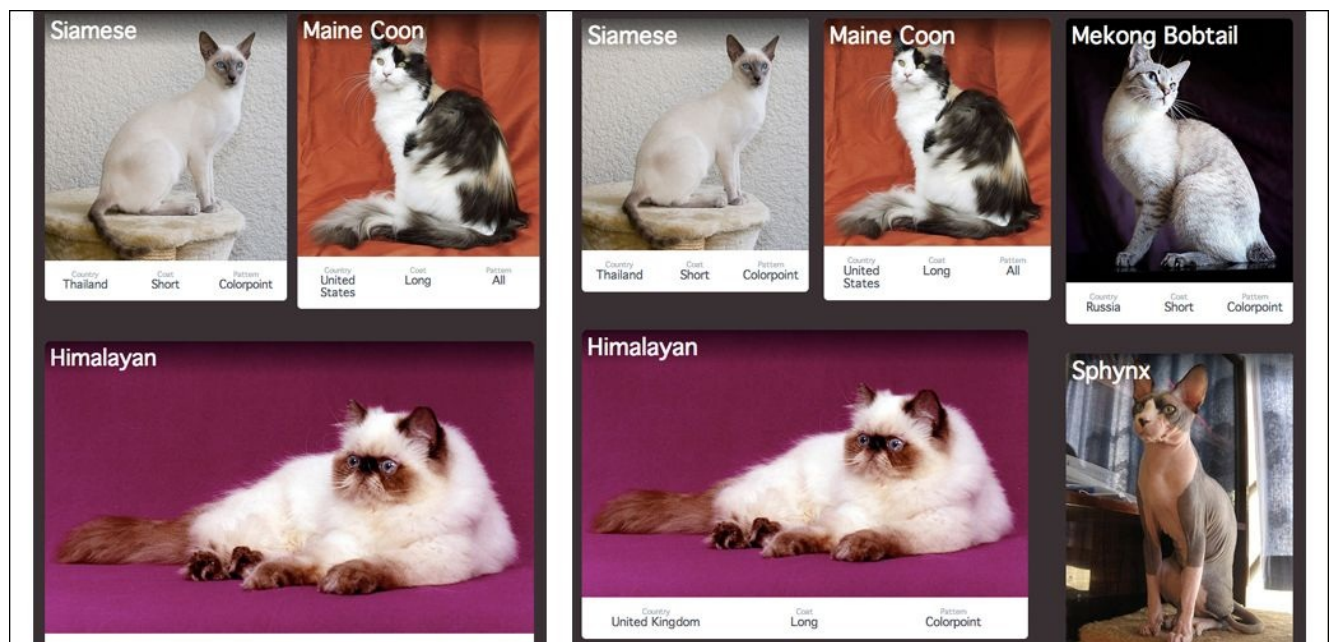 Siamese
Maine Coon
Country Coat Pattern
Thailand Short Colorpoint
Country Coat Pattern
United Long All
States
Himalayan
Siamese
Maine Coon
Mekong Bobtail
Country Coat Pattern
Thailand Short Colorpoint
Country Coat Pattern
United Long All
States
Country Coat Pattern
Russia Short Colorpoint
Himalayan
Country Coat Pattern
United Kingdom Long Colorpoint
Sphynx